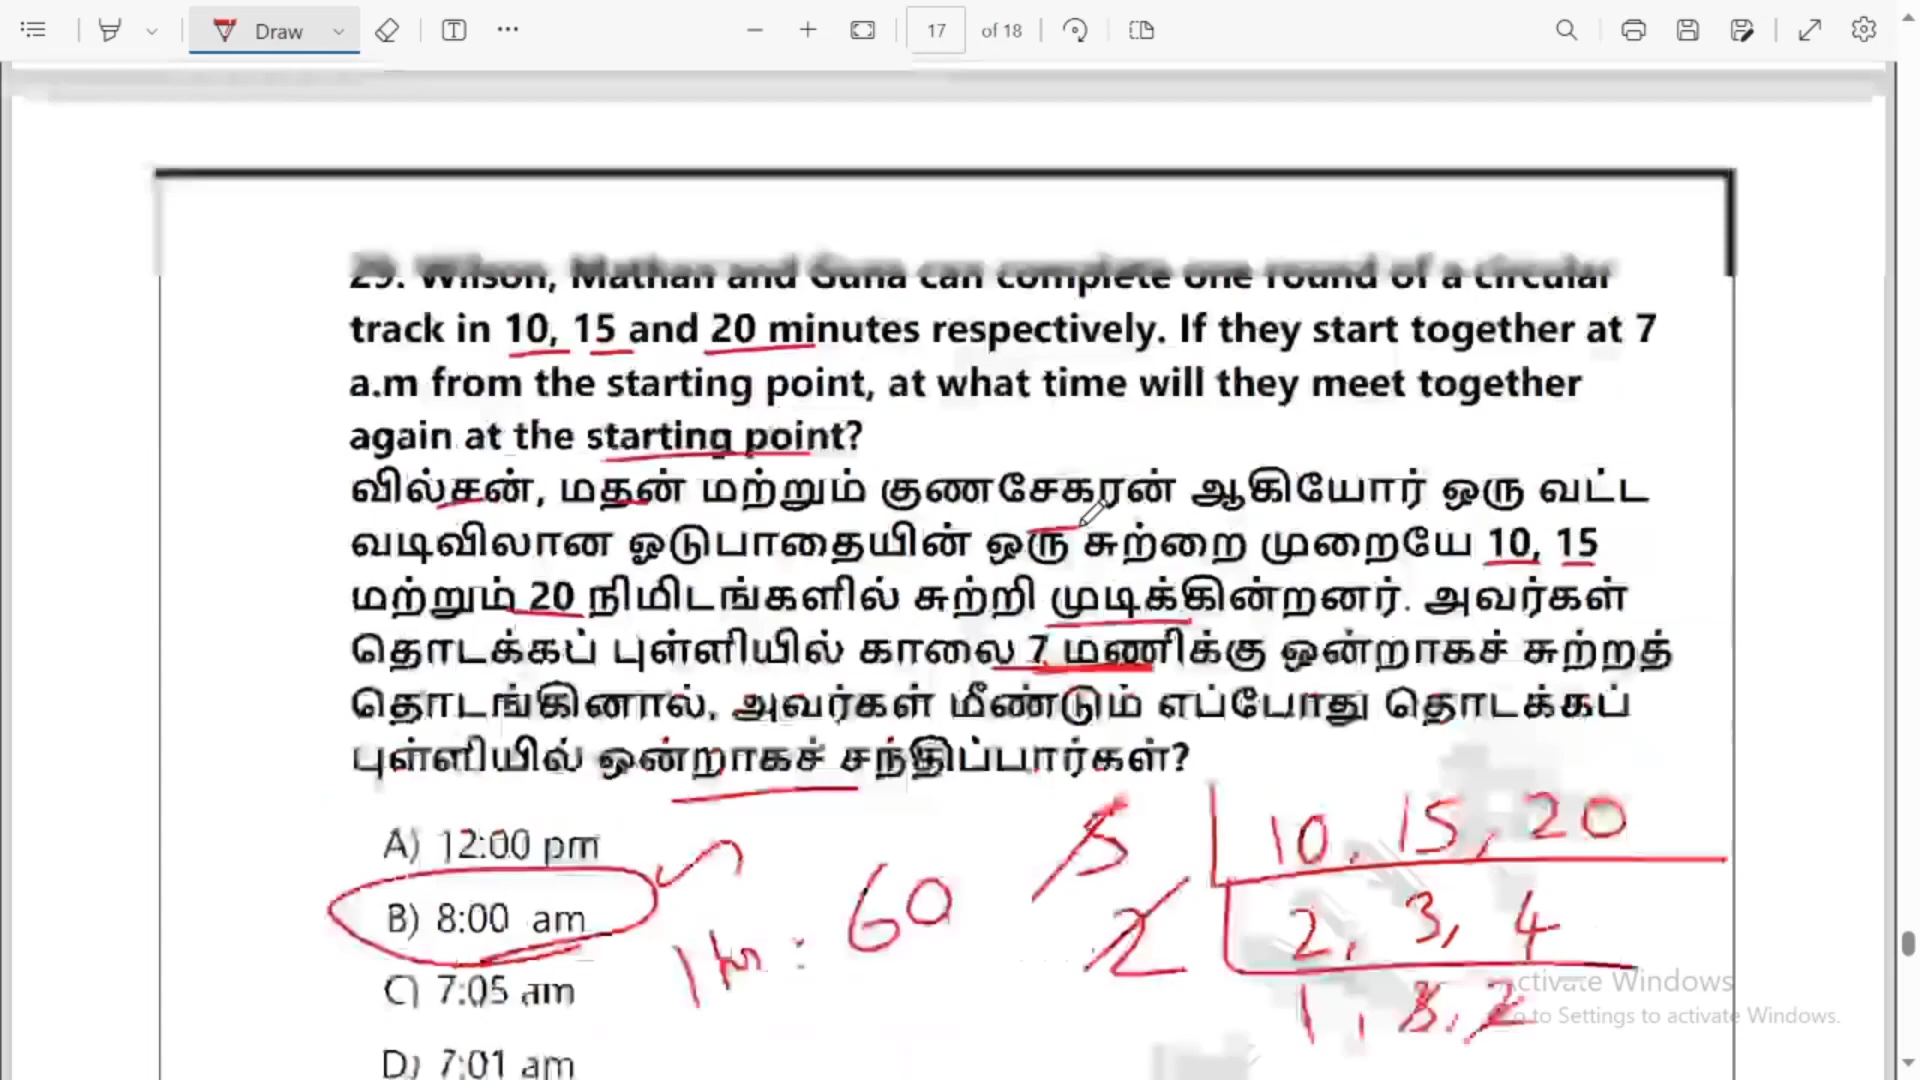 Draw
17 of 18
29. Wilson, Mathan and Guna can complete one round of a circular
track in 10, 15 and 20 minutes respectively. If they start together at 7
a.m from the starting point, at what time will they meet together
again at the starting point?
வில்சன், மதன் மற்றும் குணசேகரன் ஆகியோர் ஒரு வட்ட
வடிவிலான ஓடுபாதையின் ஒரு சுற்றை முறையே 10, 15
மற்றும் 20 நிமிடங்களில் சுற்றி முடிக்கின்றனர். அவர்கள்
தொடக்கப் புள்ளியில் காலை 7 மணிக்கு ஒன்றாகச் சுற்றத்
தொடங்கினால், அவர்கள் மீண்டும் எப்போது தொடக்கப்
புள்ளியில் ஒன்றாகச் சந்திப்பார்கள்?
A) 12:00 pm
B) 8:00 am
C) 7:05 am
D) 7:01 am
1 hr : 60
5 10, 15, 20
2 2, 3, 4
1, 3, 2
Activate Windows
Go to Settings to activate Windows.